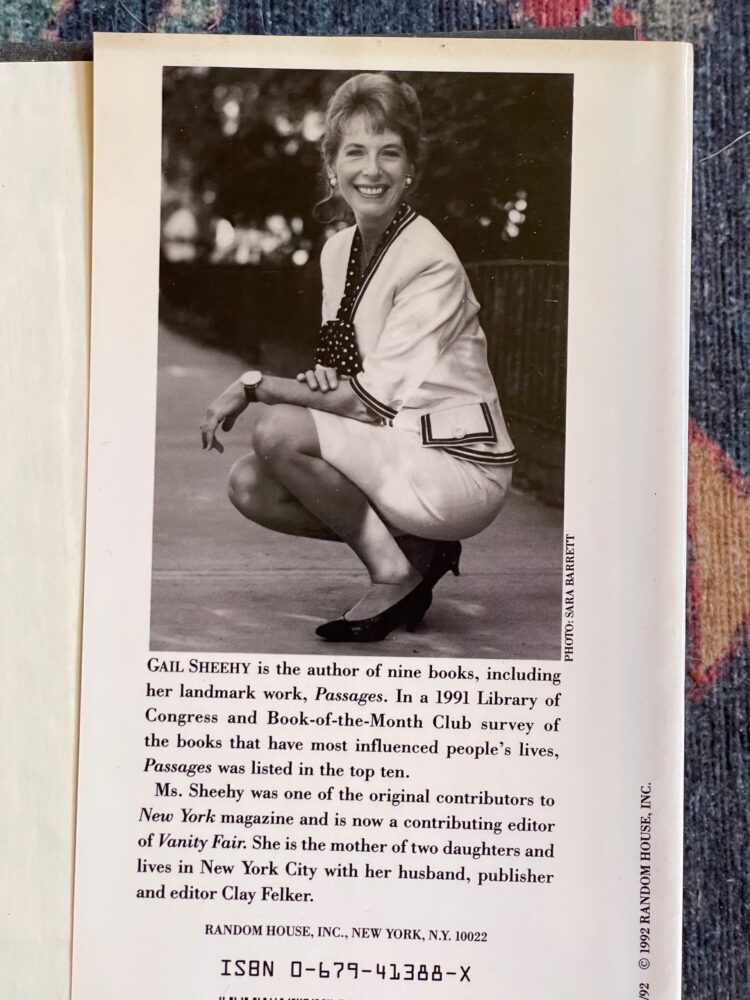 PHOTO: SARA BARRETT
GAIL SHEEHY is the author of nine books, including
her landmark work, Passages. In a 1991 Library of
Congress and Book-of-the-Month Club survey of
the books that have most influenced people's lives,
Passages was listed in the top ten.
Ms. Sheehy was one of the original contributors to
New York magazine and is now a contributing editor
of Vanity Fair. She is the mother of two daughters and
lives in New York City with her husband, publisher
and editor Clay Felker.
RANDOM HOUSE, INC., NEW YORK, N.Y. 10022
ISBN 0-679-41388-X
/92 © 1992 RANDOM HOUSE, INC.